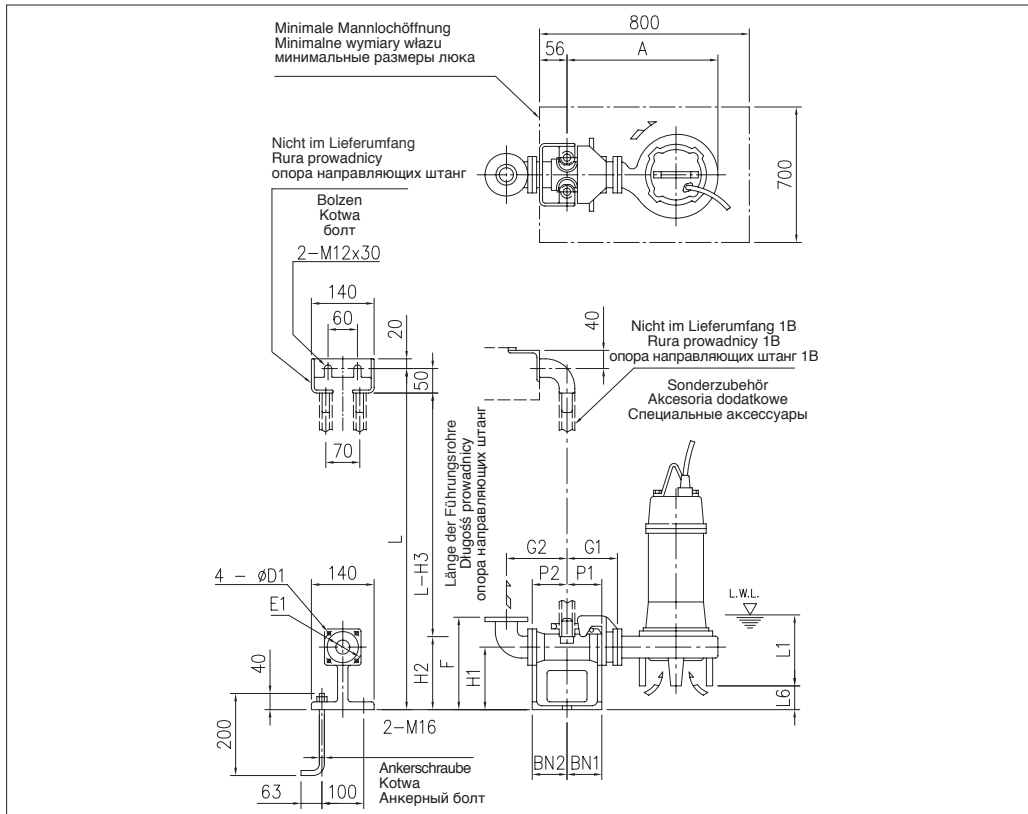 Minimale Mannlochöffnung
Minimalne wymiary włazu
минимальные размеры люка
800
56
A
700
Nicht im Lieferumfang
Rura prowadnicy
опора направляющих штанг
Bolzen
Kotwa
болт
2-M12x30
140
60
20
50
70
40
Nicht im Lieferumfang 1B
Rura prowadnicy 1B
опора направляющих штанг 1B
Sonderzubehör
Akcesoria dodatkowe
Специальные аксессуары
Länge der Führungsrohre
Długość prowadnicy
опора направляющих штанг
L
L-H3
G2
G1
P2
P1
4 - øD1
140
E1
40
200
H2
F
H1
L.W.L.
L1
L6
2-M16
BN2
BN1
63
100
Ankerschraube
Kotwa
Анкерный болт